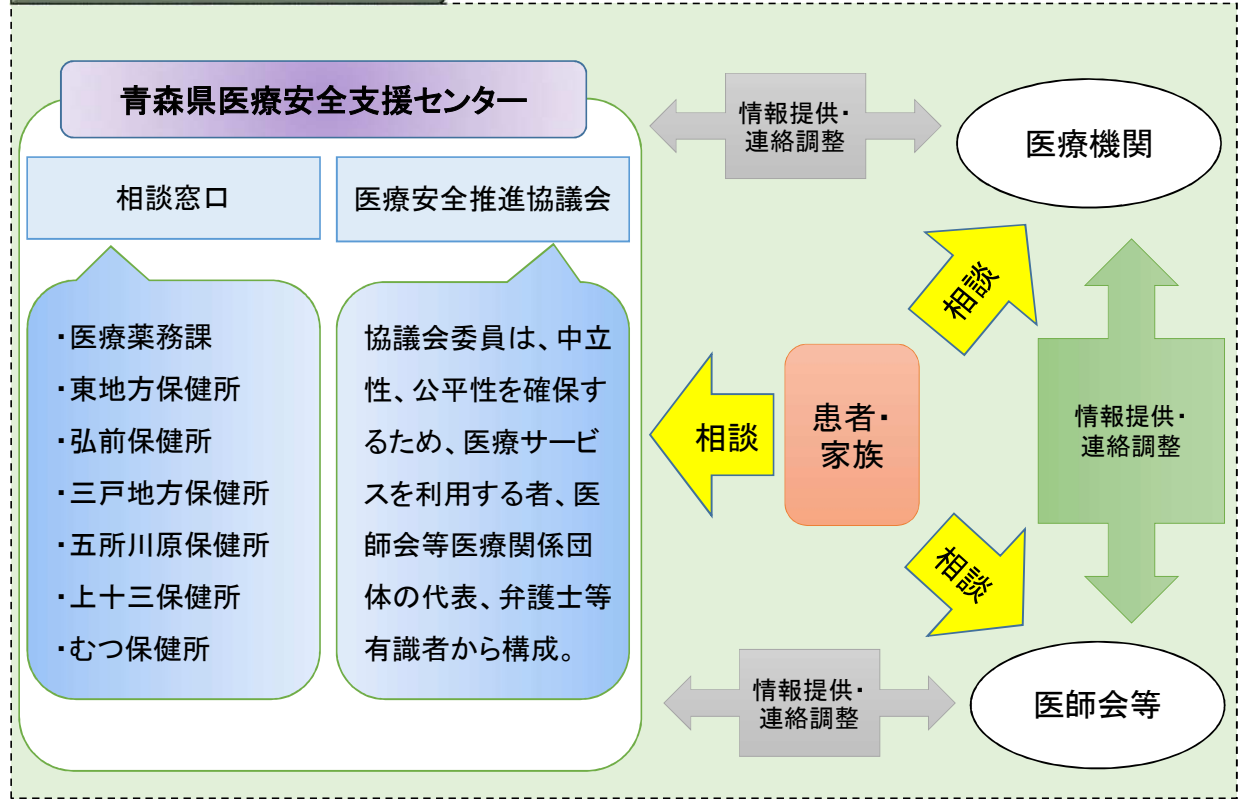 青森県医療安全支援センター
相談窓口
医療安全推進協議会
・医療薬務課
・東地方保健所
・弘前保健所
・三戸地方保健所
・五所川原保健所
・上十三保健所
・むつ保健所
協議会委員は、中立
性、公平性を確保す
るため、医療サービ
スを利用する者、医
師会等医療関係団
体の代表、弁護士等
有識者から構成。
情報提供・
連絡調整
医療機関
相談
相談
患者・
家族
情報提供・
連絡調整
相談
情報提供・
連絡調整
医師会等